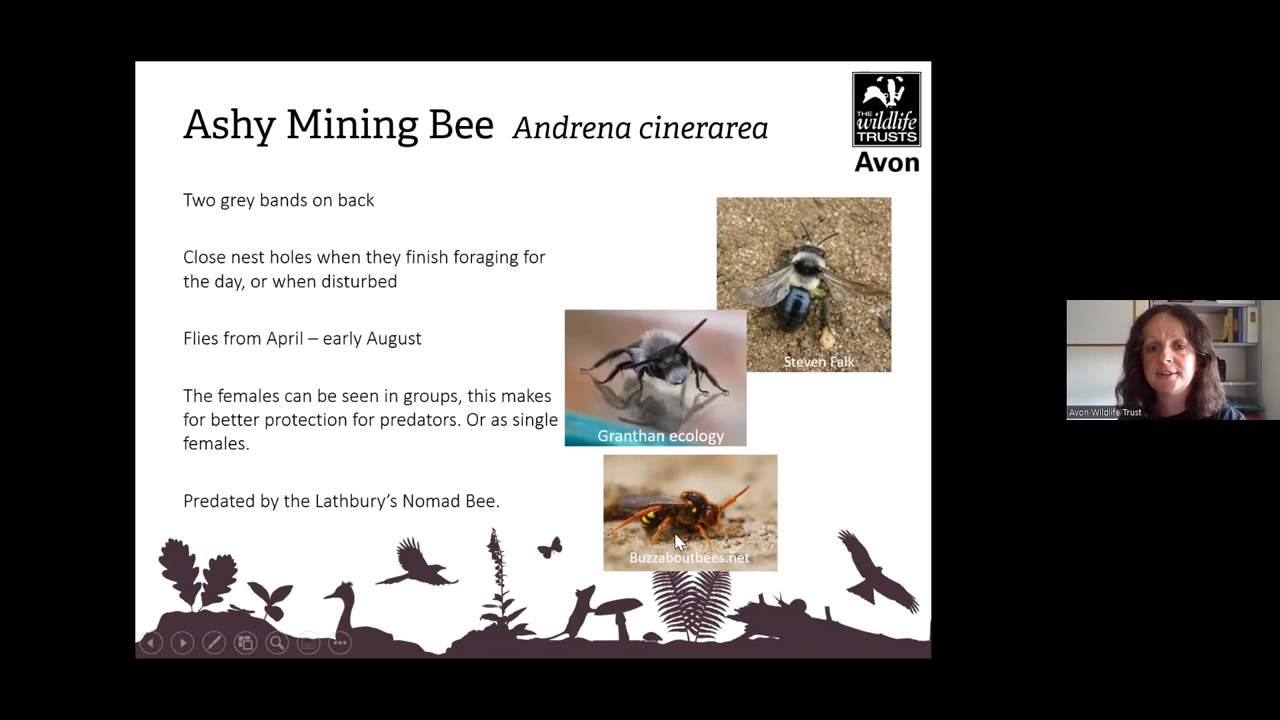 Ashy Mining Bee Andrena cinerarea
THE
wildlife
TRUSTS
Avon
Two grey bands on back
Close nest holes when they finish foraging for
the day, or when disturbed
Flies from April – early August
The females can be seen in groups, this makes
for better protection for predators. Or as single
females.
Predated by the Lathbury's Nomad Bee.
Steven Falk
Granthan ecology
Buzzaboutbees.net
Avon Wildlife Trust